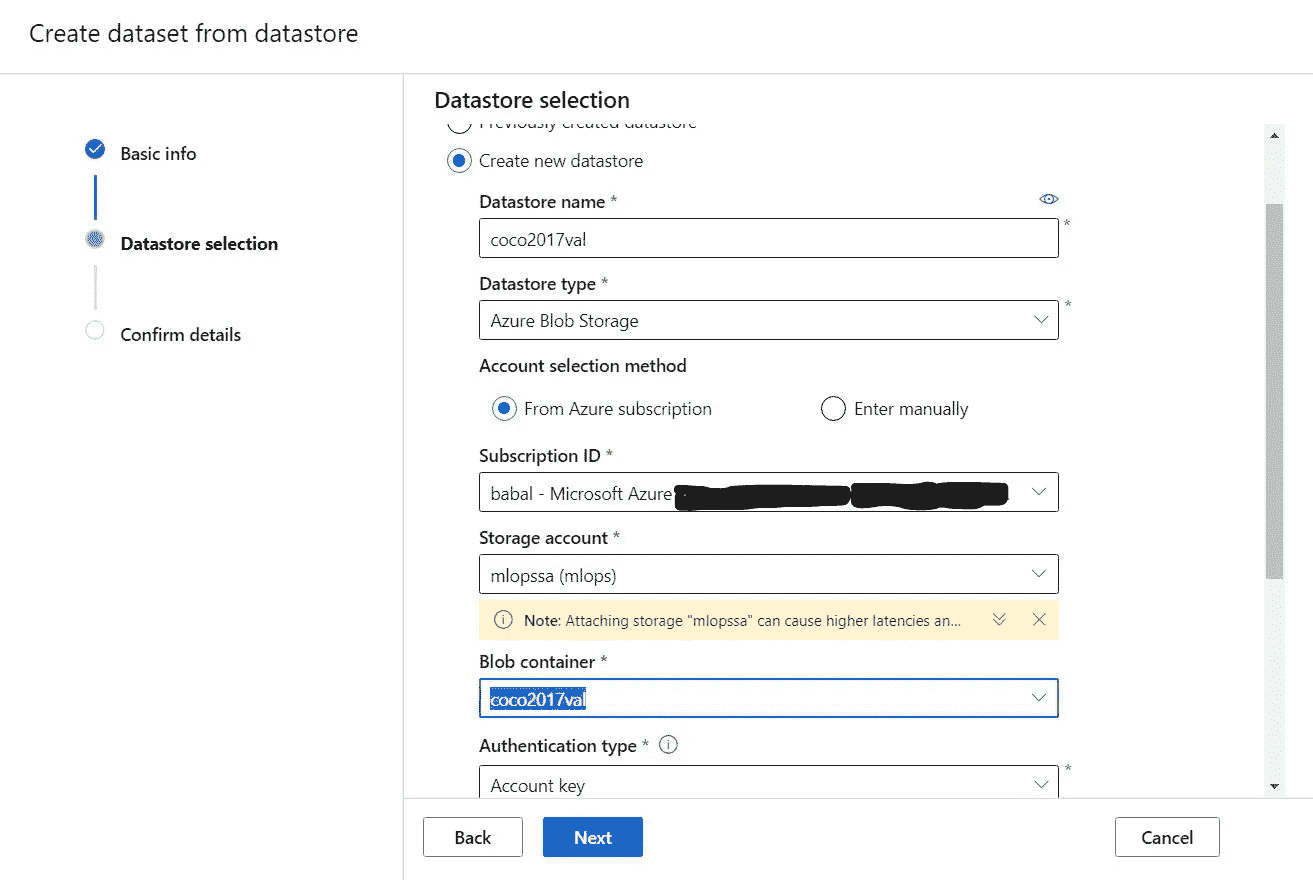 Create dataset from datastore
Basic info
Datastore selection
Confirm details
Datastore selection
Previously created datastore
Create new datastore
Datastore name *
coco2017val
*
Datastore type *
Azure Blob Storage
*
Account selection method
From Azure subscription
Enter manually
Subscription ID *
babal - Microsoft Azure
Storage account *
mlopssa (mlops)
Note: Attaching storage "mlopssa" can cause higher latencies an...
Blob container *
coco2017val
Authentication type *
Account key
*
Back
Next
Cancel